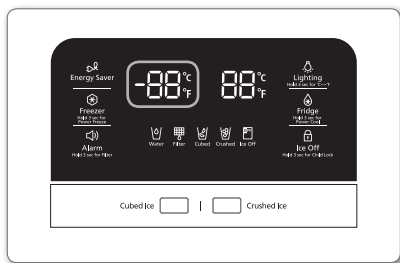 Energy Saver
-88°C
°F
88°C
°F
Lighting
Hold 3 sec for °C↔°F
Freezer
Hold 3 sec for
Power Freeze
Fridge
Hold 3 sec for
Power Cool
Alarm
Hold 3 sec for Filter
Water Filter Cubed Crushed Ice Off
Ice Off
Hold 3 sec for Child Lock
Cubed Ice | Crushed Ice